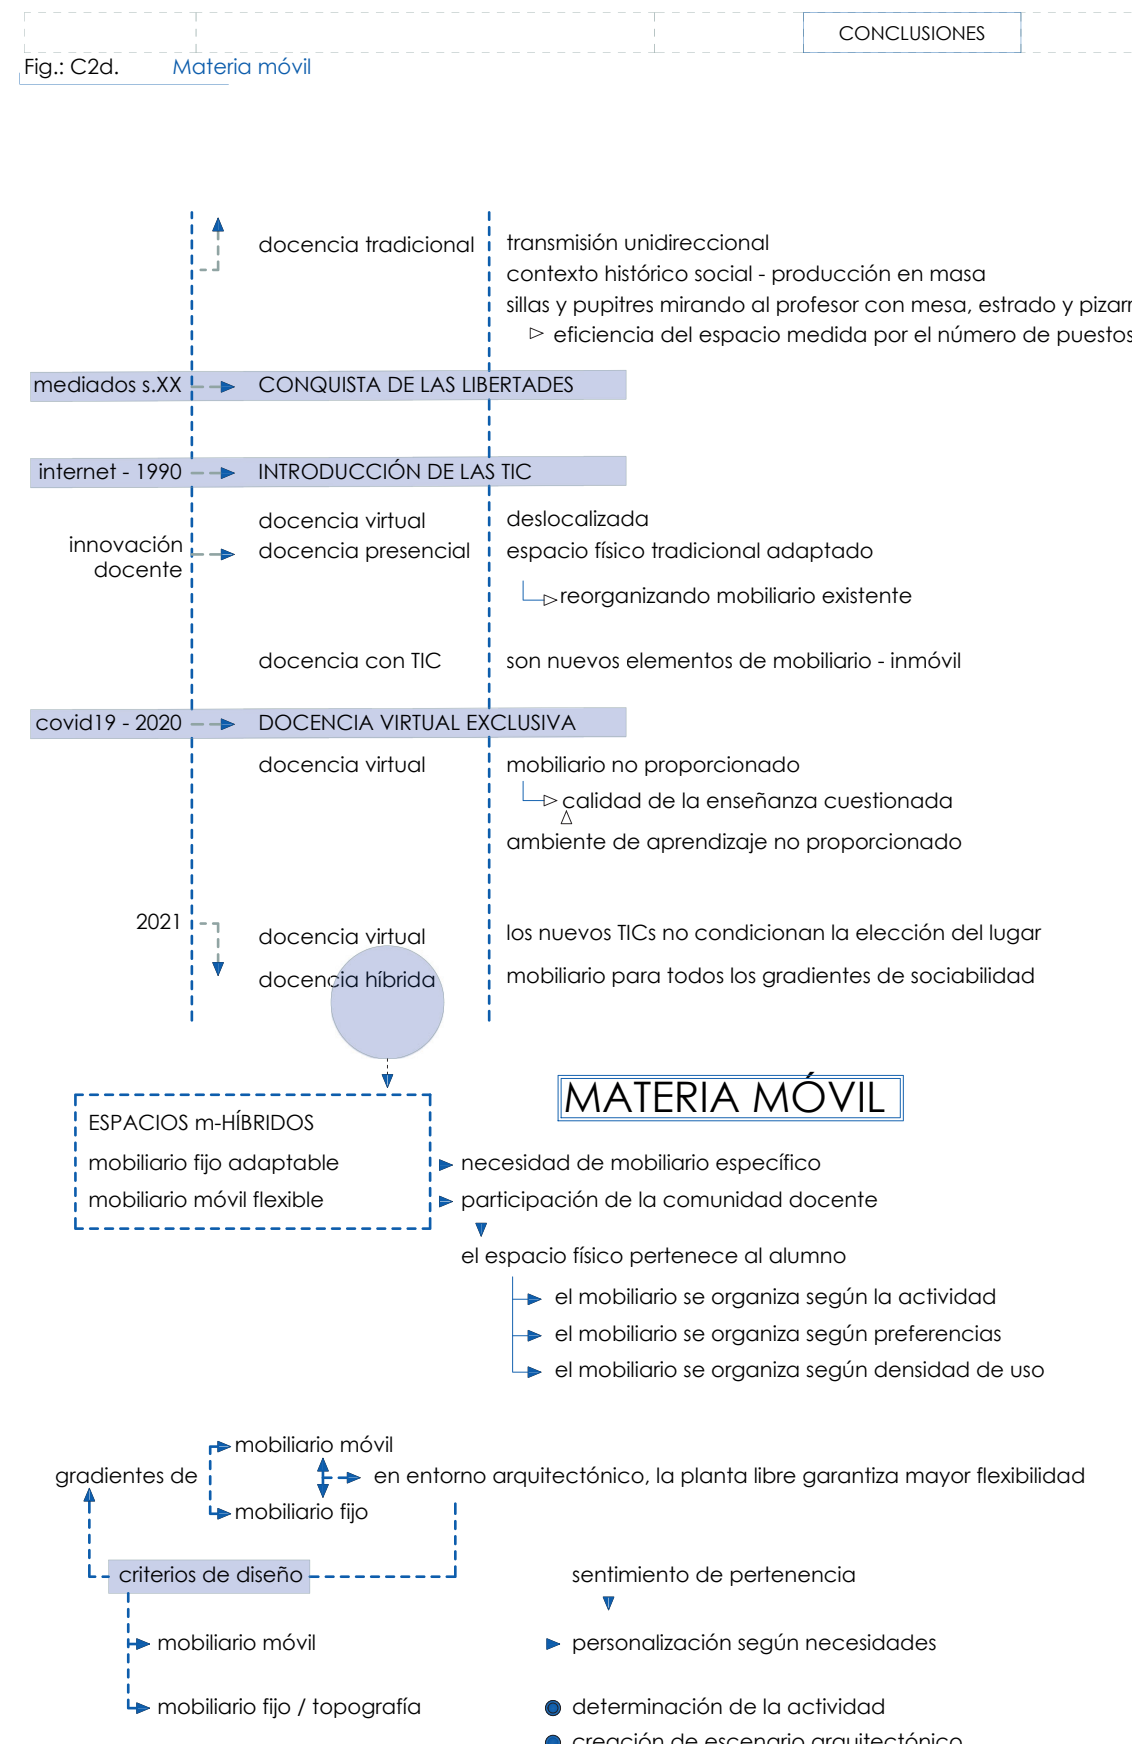 CONCLUSIONES
Fig.: C2d. Materia móvil
docencia tradicional transmisión unidireccional
contexto histórico social - producción en masa
sillas y pupitres mirando al profesor con mesa, estrado y
eficiencia del espacio medida por el número de puestos
mediados s.XX CONQUISTA DE LAS LIBERTADES
internet - 1990 INTRODUCCIÓN DE LAS TIC
docencia virtual deslocalizada
innovación
docente
docencia presencial espacio físico tradicional adaptado
reorganizando mobiliario existente
docencia con TIC son nuevos elementos de mobiliario - inmóvil
covid19 - 2020 DOCENCIA VIRTUAL EXCLUSIVA
docencia virtual mobiliario no proporcionado
calidad de la enseñanza cuestionada
ambiente de aprendizaje no proporcionado
2021
docencia virtual los nuevos TICs no condicionan la elección del lugar
docencia híbrida mobiliario para todos los gradientes de sociabilidad
MATERIA MÓVIL
ESPACIOS m-HÍBRIDOS
mobiliario fijo adaptable necesidad de mobiliario específico
mobiliario móvil flexible participación de la comunidad docente
el espacio físico pertenece al alumno
el mobiliario se organiza según la actividad
el mobiliario se organiza según preferencias
el mobiliario se organiza según densidad de uso
mobiliario móvil
gradientes de en entorno arquitectónico, la planta libre garantiza mayor flexibilidad
mobiliario fijo
criterios de diseño sentimiento de pertenencia
mobiliario móvil personalización según necesidades
mobiliario fijo / topografía determinación de la actividad
creación de escenario arquitectónico